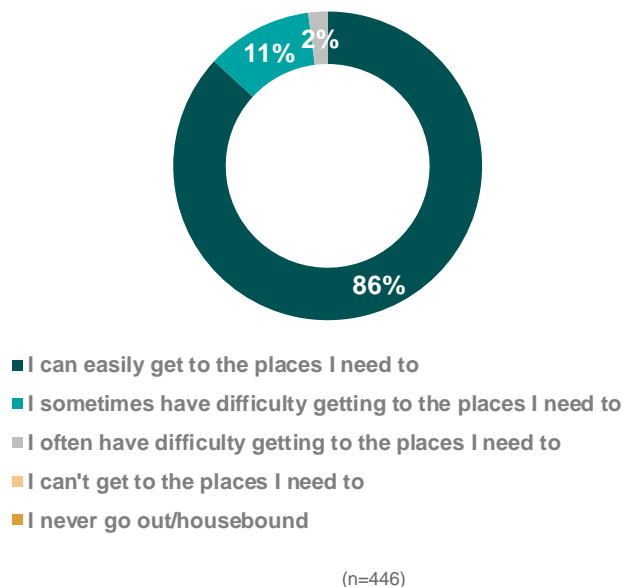 11%
2%
86%
I can easily get to the places I need to
I sometimes have difficulty getting to the places I need to
I often have difficulty getting to the places I need to
I can't get to the places I need to
I never go out/housebound
(n=446)